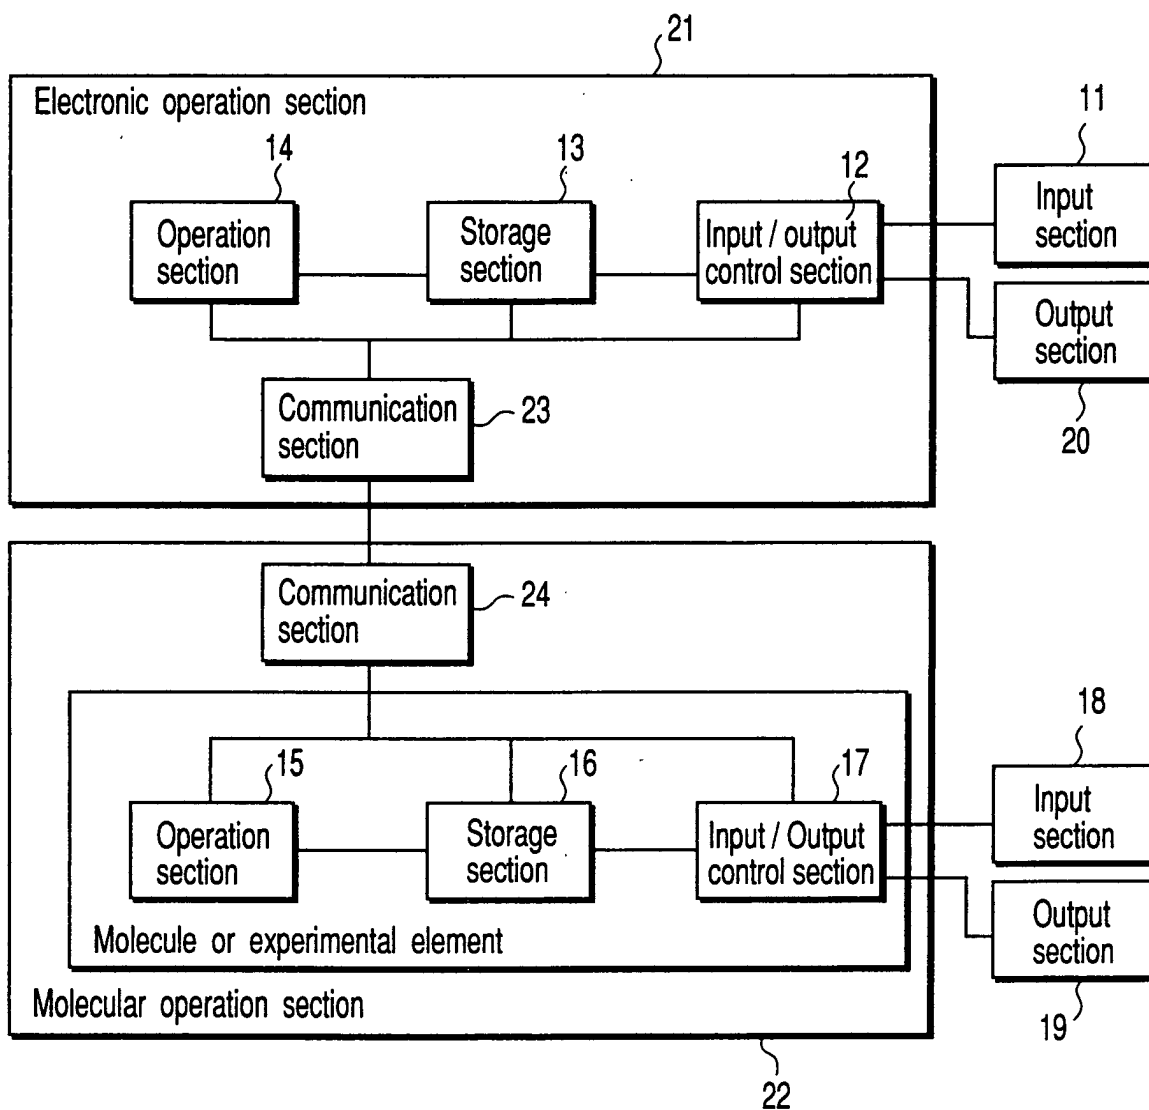 21
Electronic operation section
11
14
13
12
Operation
section
Storage
section
Input / output
control section
Input
section
Output
section
Communication
section
23
20
Communication
section
24
18
15
16
17
Operation
section
Storage
section
Input / Output
control section
Input
section
Output
section
Molecule or experimental element
Molecular operation section
19
22